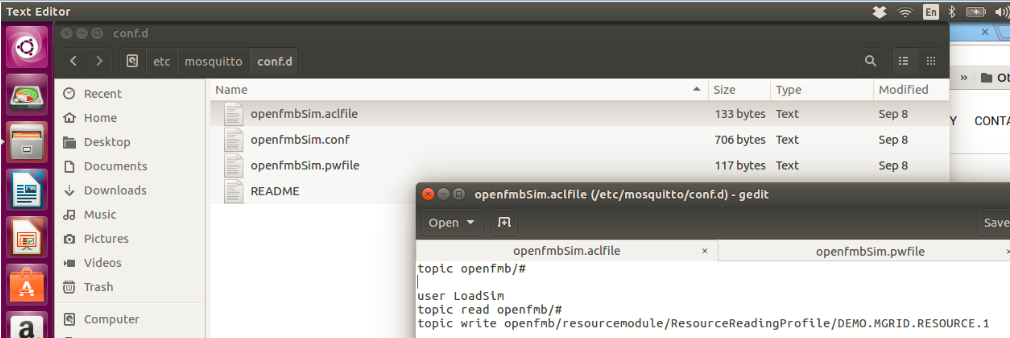 Text Editor
En
conf.d
etc mosquitto conf.d
Recent
Home
Desktop
Documents
Downloads
Music
Pictures
Videos
Trash
Computer
Name Size Type Modified
openfmbSim.aclfile 133 bytes Text Sep 8
openfmbSim.conf 706 bytes Text Sep 8
openfmbSim.pwfile 117 bytes Text Sep 8
README
» Ot
Y CONTA
openfmbSim.aclfile (/etc/mosquitto/conf.d) - gedit
Open Save
openfmbSim.aclfile × openfmbSim.pwfile ×
topic openfmb/#
user LoadSim
topic read openfmb/#
topic write openfmb/resourcemodule/ResourceReadingProfile/DEMO.MGRID.RESOURCE.1